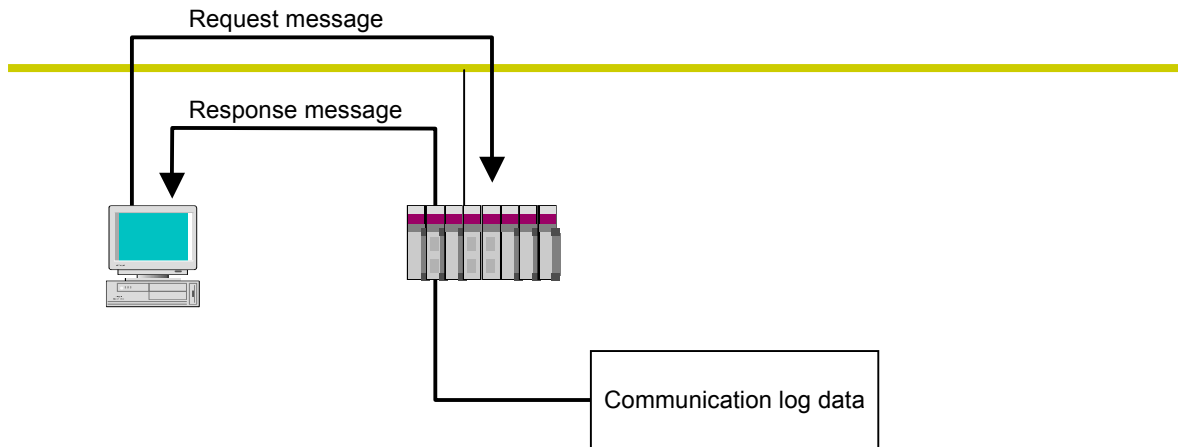 Request message
Response message
Communication log data